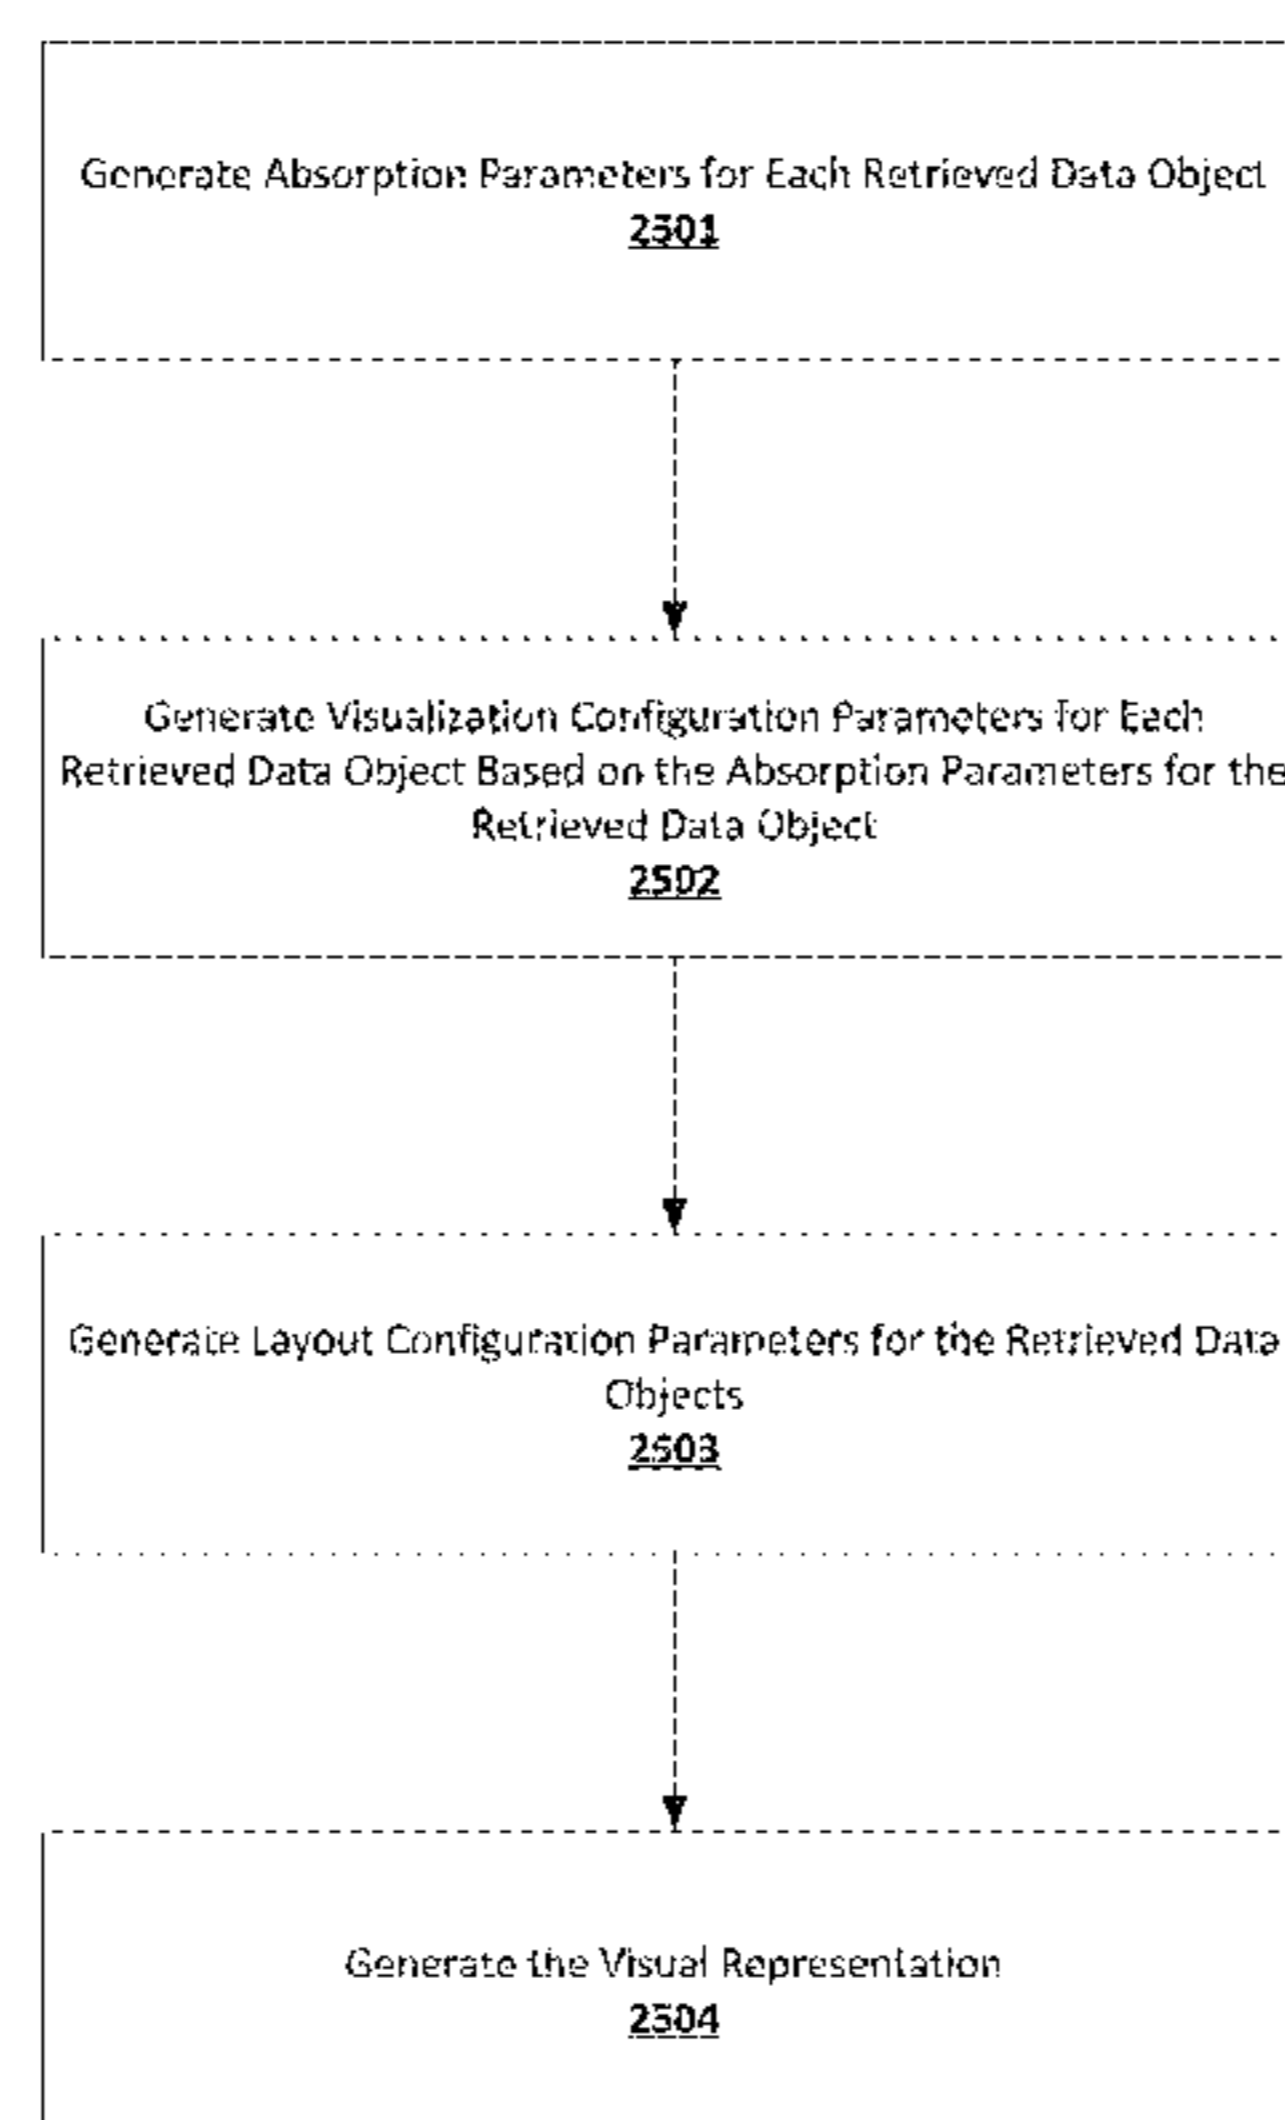 Generate Absorption Parameters for Each Retrieved Data Object
2501
Generate Visualization Configuration Parameters for Each
Retrieved Data Object Based on the Absorption Parameters for the
Retrieved Data Object
2502
Generate Layout Configuration Parameters for the Retrieved Data
Objects
2503
Generate the Visual Representation
2504